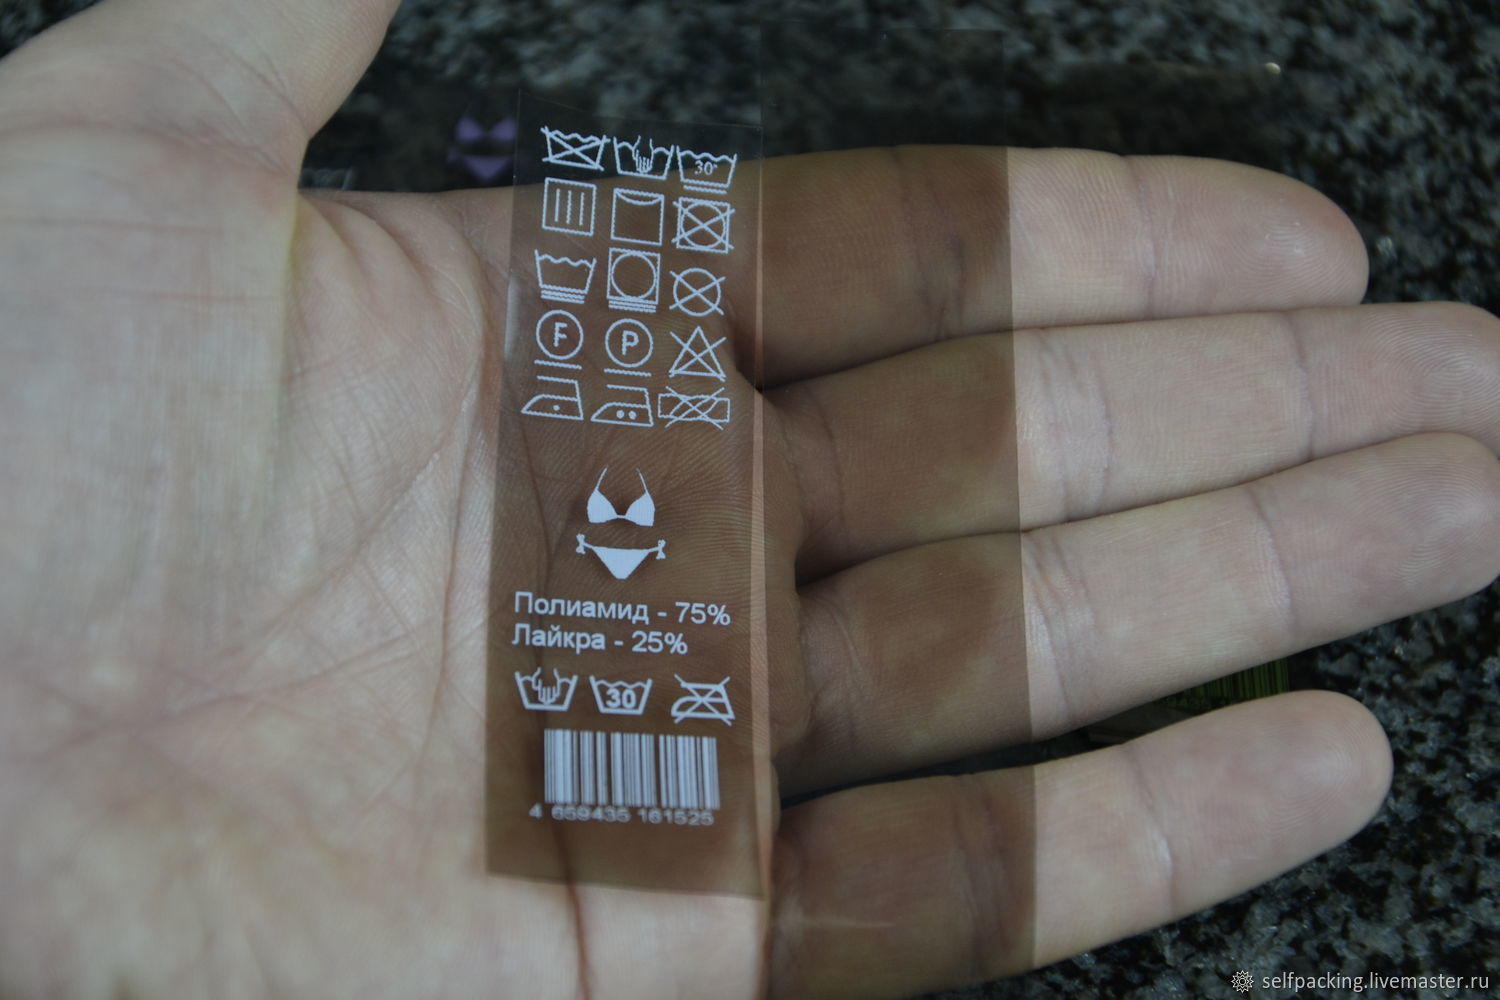 30°
F P
Полиамид - 75%
Лайкра - 25%
30
4 659435 161525
selfpacking.livemaster.ru